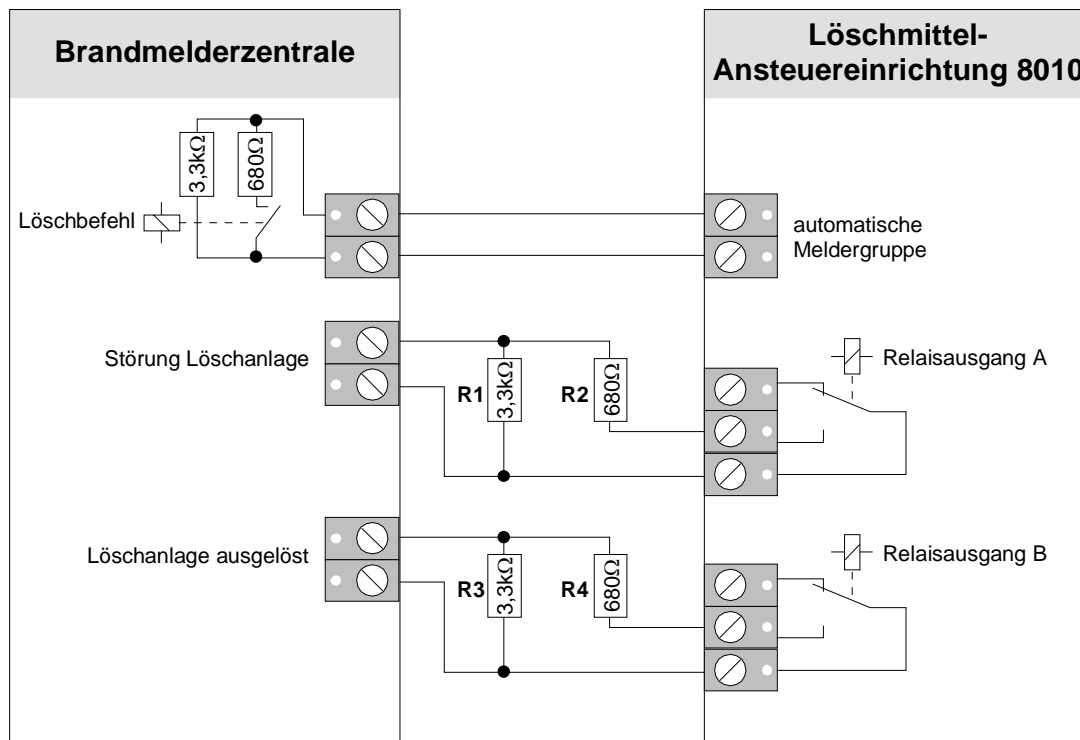 Brandmelderzentrale
Löschmittel-
Ansteuereinrichtung 8010
3,3kΩ
680Ω
Löschbefehl
automatische
Meldergruppe
Störung Löschanlage
R1
3,3kΩ
R2
680Ω
Relaisausgang A
Löschanlage ausgelöst
R3
3,3kΩ
R4
680Ω
Relaisausgang B